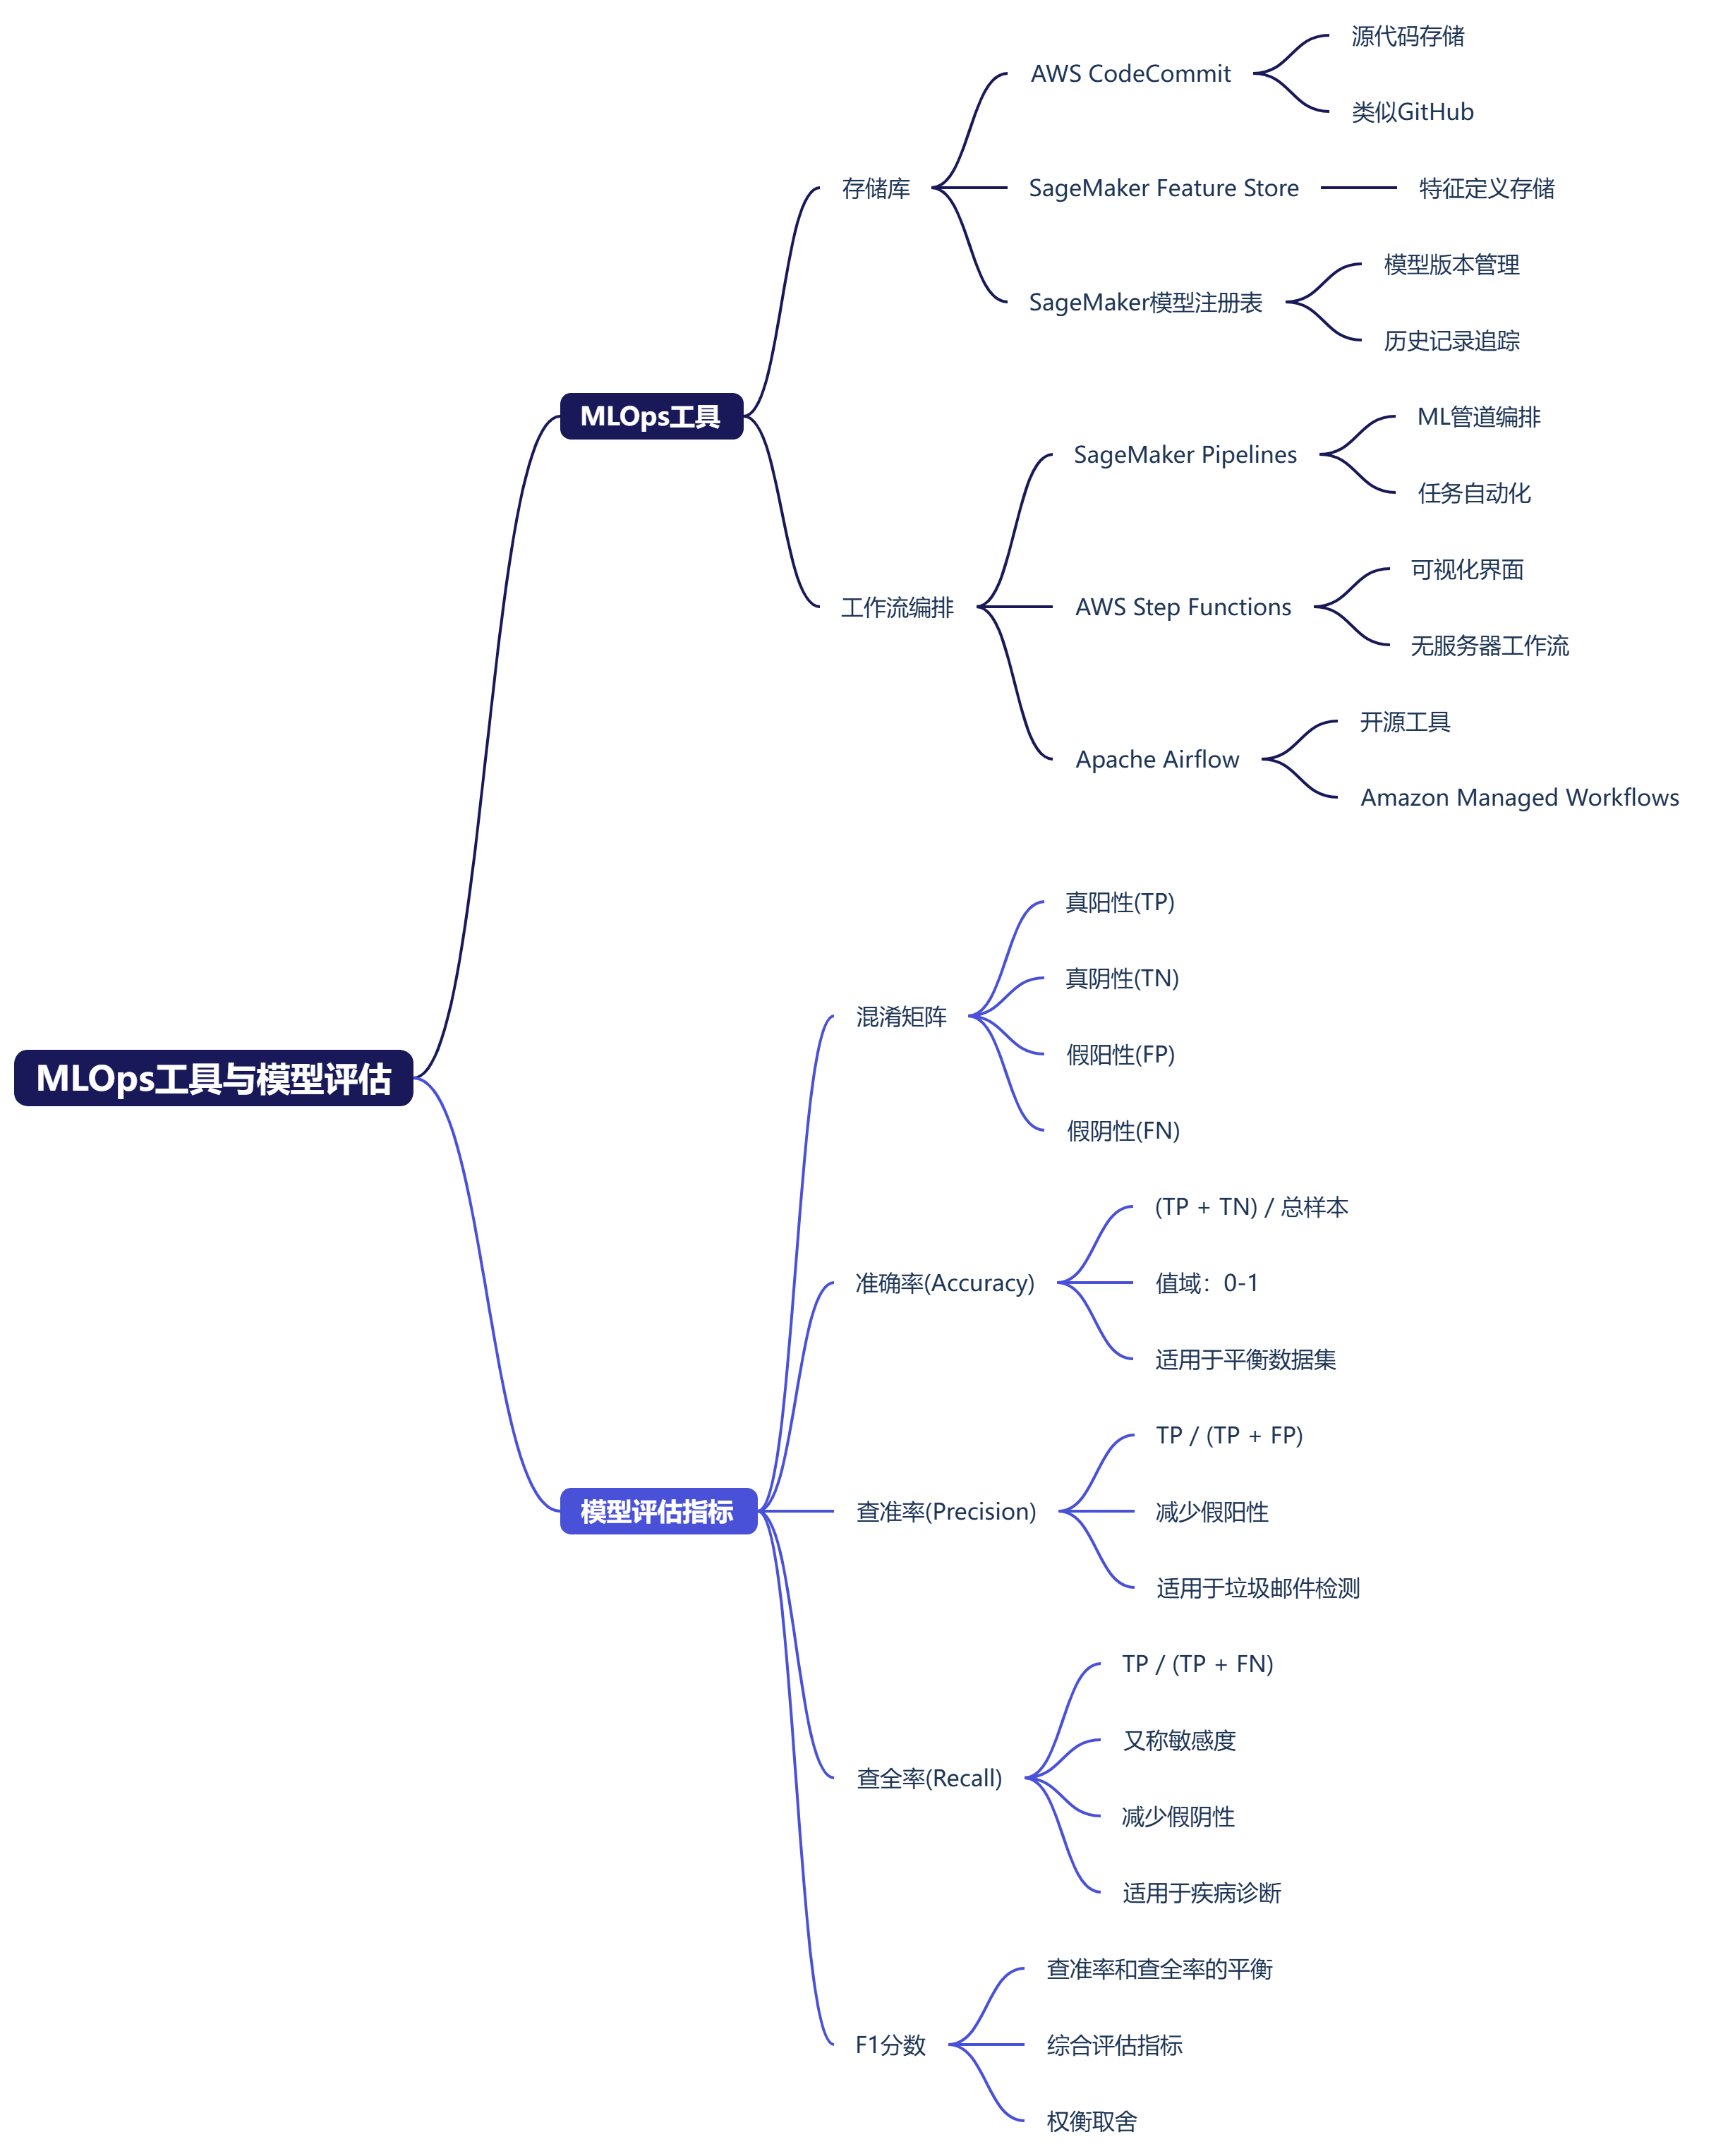 MLOps工具与模型评估
MLOps工具
存储库
AWS CodeCommit
源代码存储
类似GitHub
SageMaker Feature Store
特征定义存储
SageMaker模型注册表
模型版本管理
历史记录追踪
工作流编排
SageMaker Pipelines
ML管道编排
任务自动化
AWS Step Functions
可视化界面
无服务器工作流
Apache Airflow
开源工具
Amazon Managed Workflows
模型评估指标
混淆矩阵
真阳性(TP)
真阴性(TN)
假阳性(FP)
假阴性(FN)
准确率(Accuracy)
(TP + TN) / 总样本
值域：0-1
适用于平衡数据集
查准率(Precision)
TP / (TP + FP)
减少假阳性
适用于垃圾邮件检测
查全率(Recall)
TP / (TP + FN)
又称敏感度
减少假阴性
适用于疾病诊断
F1分数
查准率和查全率的平衡
综合评估指标
权衡取舍